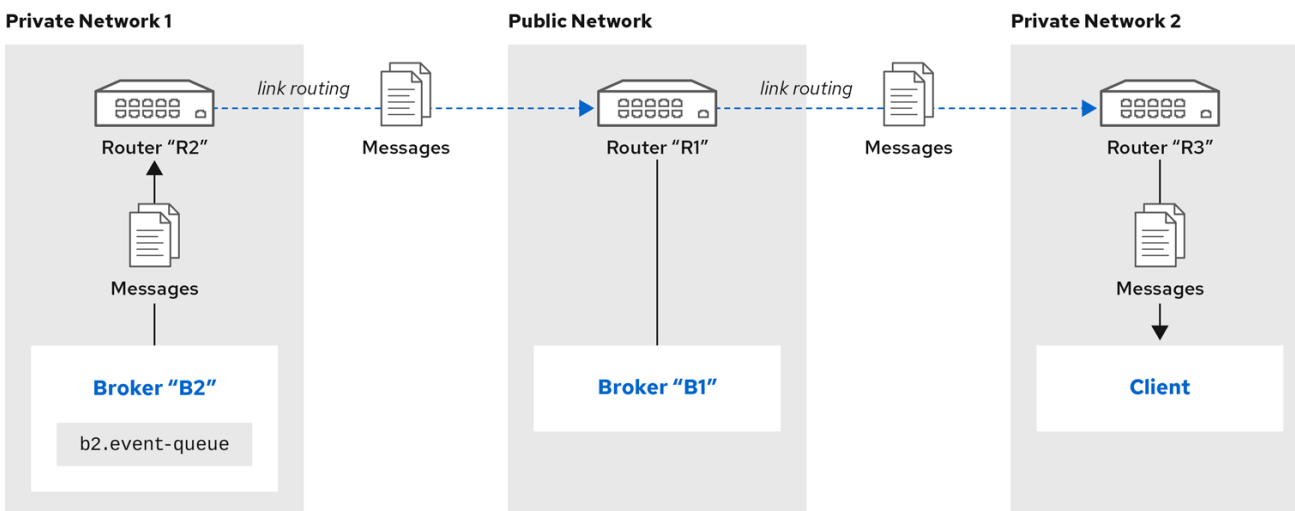 Private Network 1
Public Network
Private Network 2
link routing
link routing
Router “R2”
Messages
Router “R1”
Messages
Router “R3”
Messages
Messages
Broker “B2”
Broker “B1”
Client
b2.event-queue